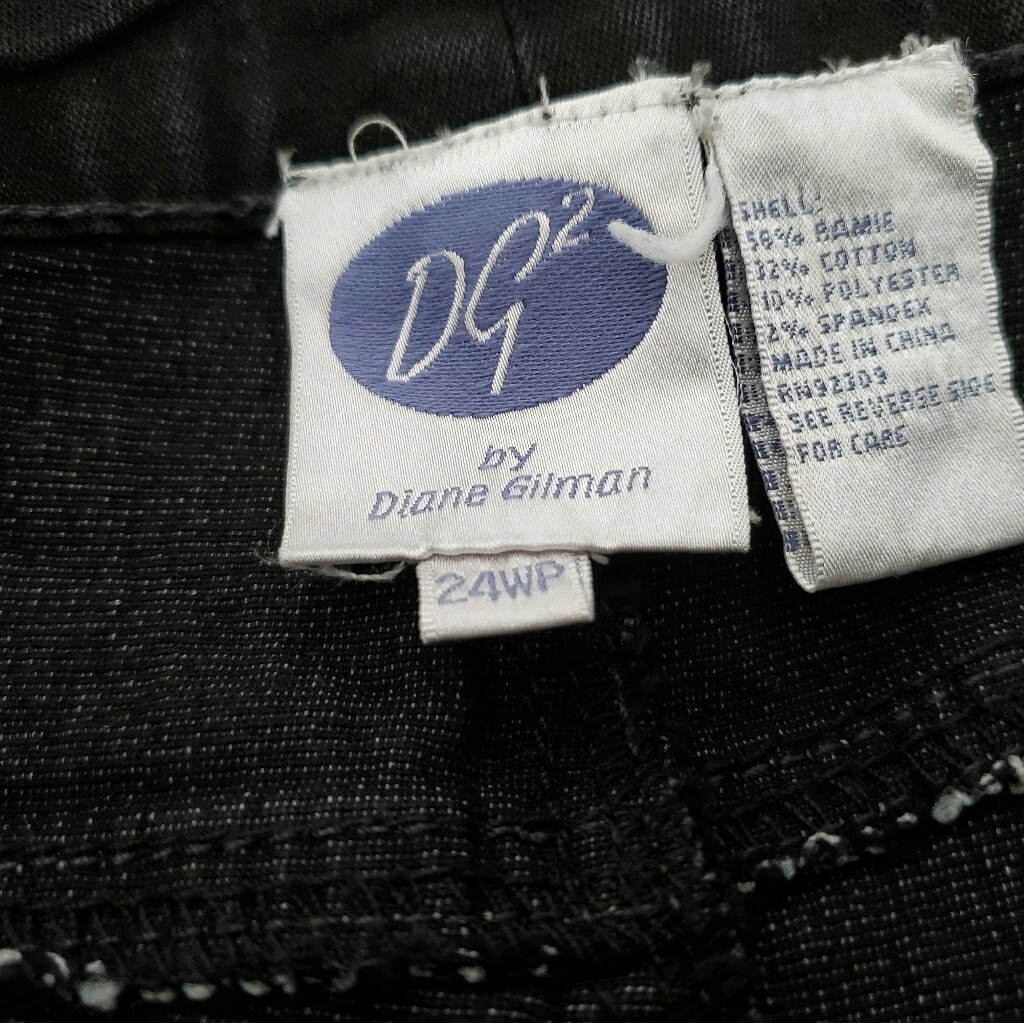 DG2
by
Diane Gilman
24WP
SHELL:
56% RAMIE
32% COTTON
10% POLYESTER
2% SPANDEX
MADE IN CHINA
RN92309
SEE REVERSE SIDE
FOR CARE